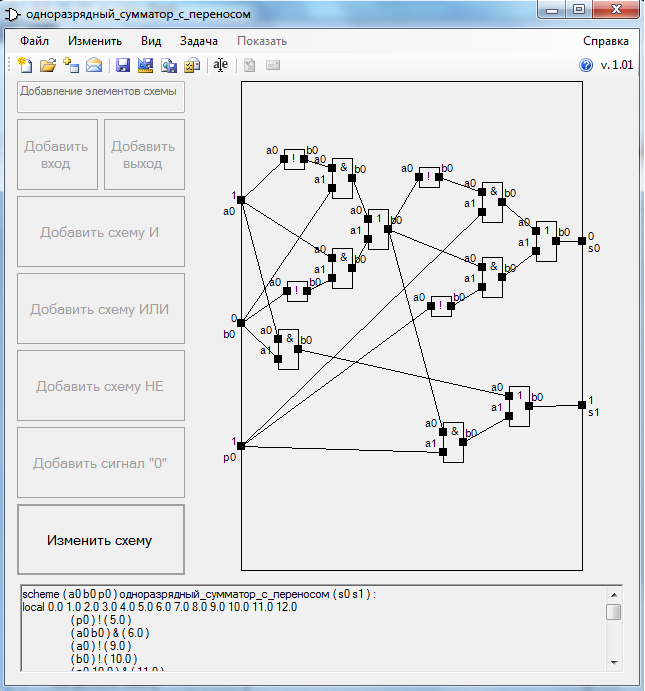 одноразрядный_сумматор_с_переносом
Файл Изменить Вид Задача Показать Справка
a|e v. 1.01
Добавление элементов схемы
Добавить вход
Добавить выход
Добавить схему И
Добавить схему ИЛИ
Добавить схему НЕ
Добавить сигнал "0"
Изменить схему
a0 ! b0
a0 & b0
a1
a0 ! b0
a0 & b0
a1
1
a0
a0 1 b0
a1
a0 & b0
a1
a0 1 b0
a1
0
s0
a0 & b0
a1
a0 ! b0
a0 ! b0
0
b0
a0 & b0
a1
a0 1 b0
a1
1
s1
a0 & b0
a1
1
p0
scheme ( a0 b0 p0 ) одноразрядный_сумматор_с_переносом ( s0 s1 ) :
local 0.0 1.0 2.0 3.0 4.0 5.0 6.0 7.0 8.0 9.0 10.0 11.0 12.0
( p0 ) ! ( 5.0 )
( a0 b0 ) & ( 6.0 )
( a0 ) ! ( 9.0 )
( b0 ) ! ( 10.0 )
( a0 10.0 ) & ( 11.0 )